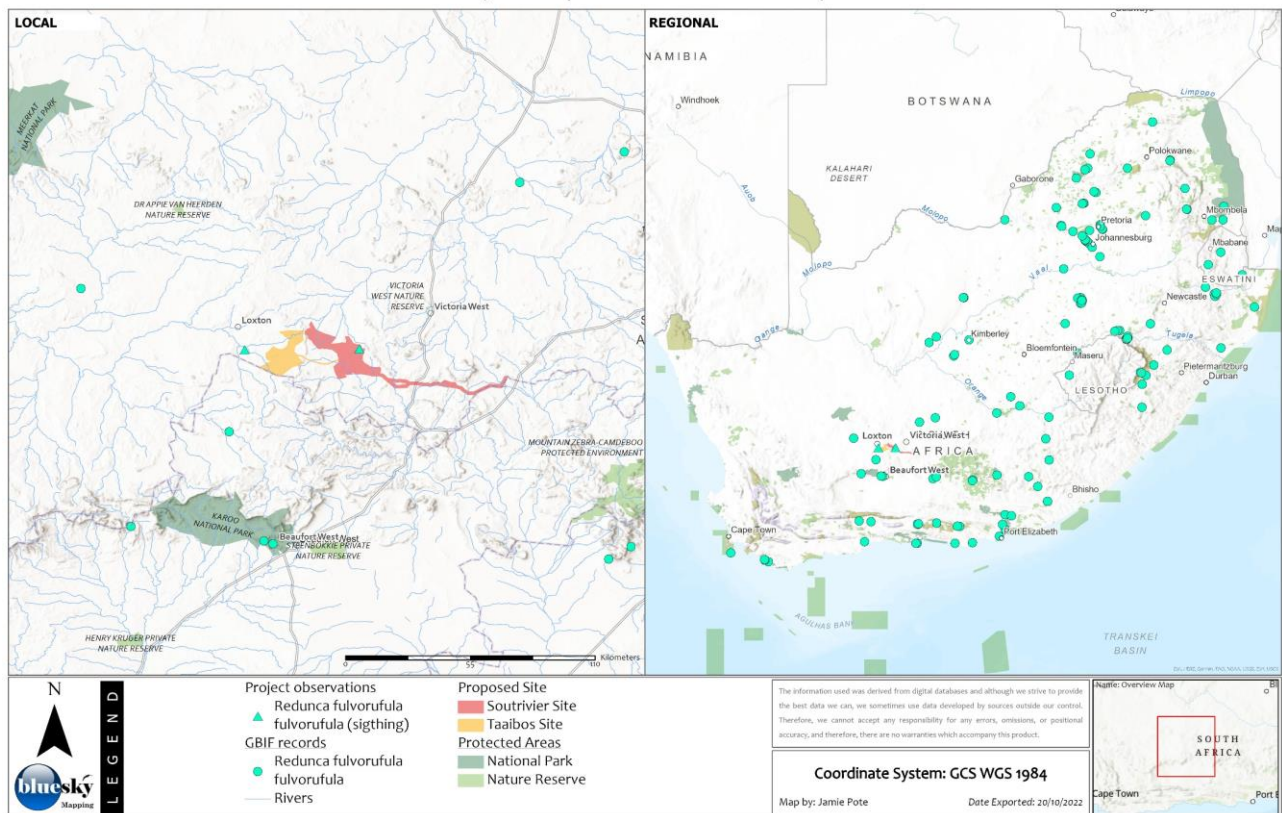 LOCAL
MEERKAT
NATIONAL PARK
DR APPIE VAN HEERDEN
NATURE RESERVE
VICTORIA
WEST NATURE
RESERVE
Victoria West
Loxton
MOUNTAIN ZEBRA-CAMDEBOO
PROTECTED ENVIRONMENT
KAROO
NATIONAL PARK
Beaufort West
NATURE RESERVE
HENRY KRUGER PRIVATE
NATURE RESERVE
Kilometers
0 55 110
REGIONAL
NAMIBIA
Windhoek
BOTSWANA
Limpopo
Polokwane
KALAHARI
DESERT
Gaborone
Auob
Molopo
Pretoria
Mbombela
Johannesburg
Map
Mbabane
Molopo
Vaal
ESWATINI
Newcastle
Orange
Kimberley
Tugela
Bloemfontein
Maseru
Pietermaritzburg
Durban
LESOTHO
Orange
Loxton
Victoria West
AFRICA
Beaufort West
Bhisho
Cape Town
Port Elizabeth
AGULHAS BAN
TRANSKEI
BASIN
N
bluesky
Mapping
LEGEND
Project observations
Redunca fulvorufula
fulvorufula (sigthing)
GBIF records
Redunca fulvorufula
fulvorufula
Rivers
Proposed Site
Soutrivier Site
Taaibos Site
Protected Areas
National Park
Nature Reserve
The information used was derived from digital databases and although we strive to provide
the best data we can, we sometimes use data developed by sources outside our control.
Therefore, we cannot accept any responsibility for any errors, omissions, or positional
accuracy, and therefore, there are no warranties which accompany this product.
Coordinate System: GCS WGS 1984
Map by: Jamie Pote
Date Exported: 20/10/2022
Name: Overview Map
SOUTH
AFRICA
Cape Town
Port E